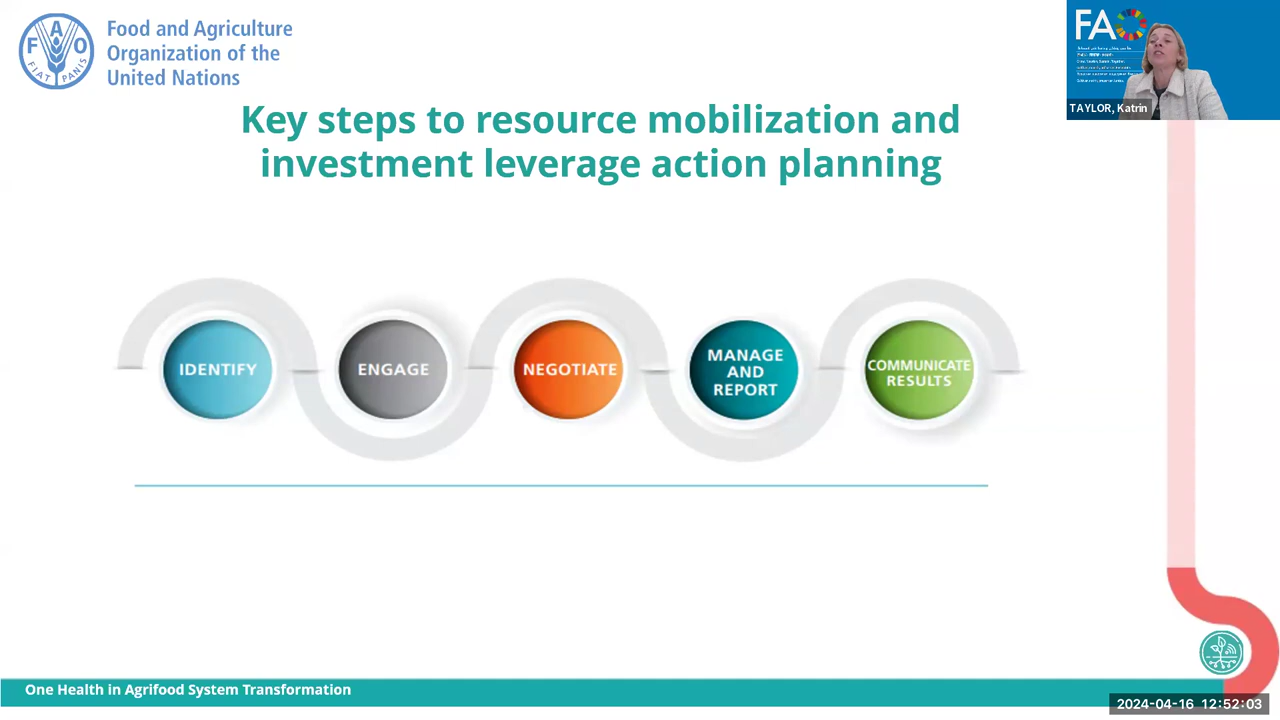 Food and Agriculture
Organization of the
United Nations
F A O
FIAT PANIS
FAO
TAYLOR, Katrin
Key steps to resource mobilization and
investment leverage action planning
IDENTIFY
ENGAGE
NEGOTIATE
MANAGE
AND
REPORT
COMMUNICATE
RESULTS
One Health in Agrifood System Transformation
2024-04-16 12:52:03